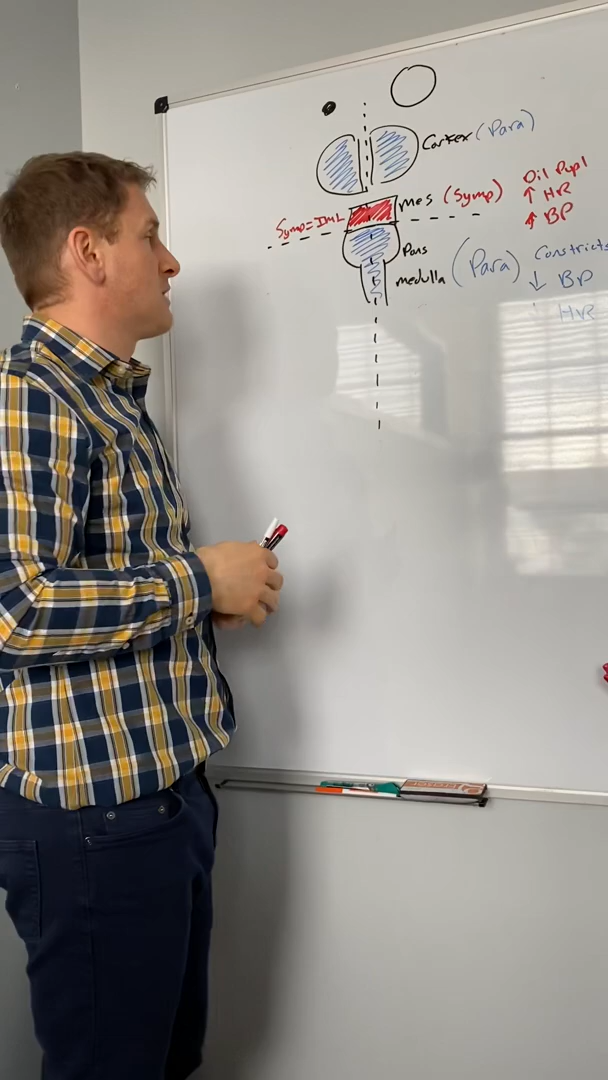 Cortex (Para)
mes (Symp)
Symp=IML
Dil Pupl
↑ HR
↑ BP
Pons
medulla (Para)
Constricts
↓ BP
↓ HR